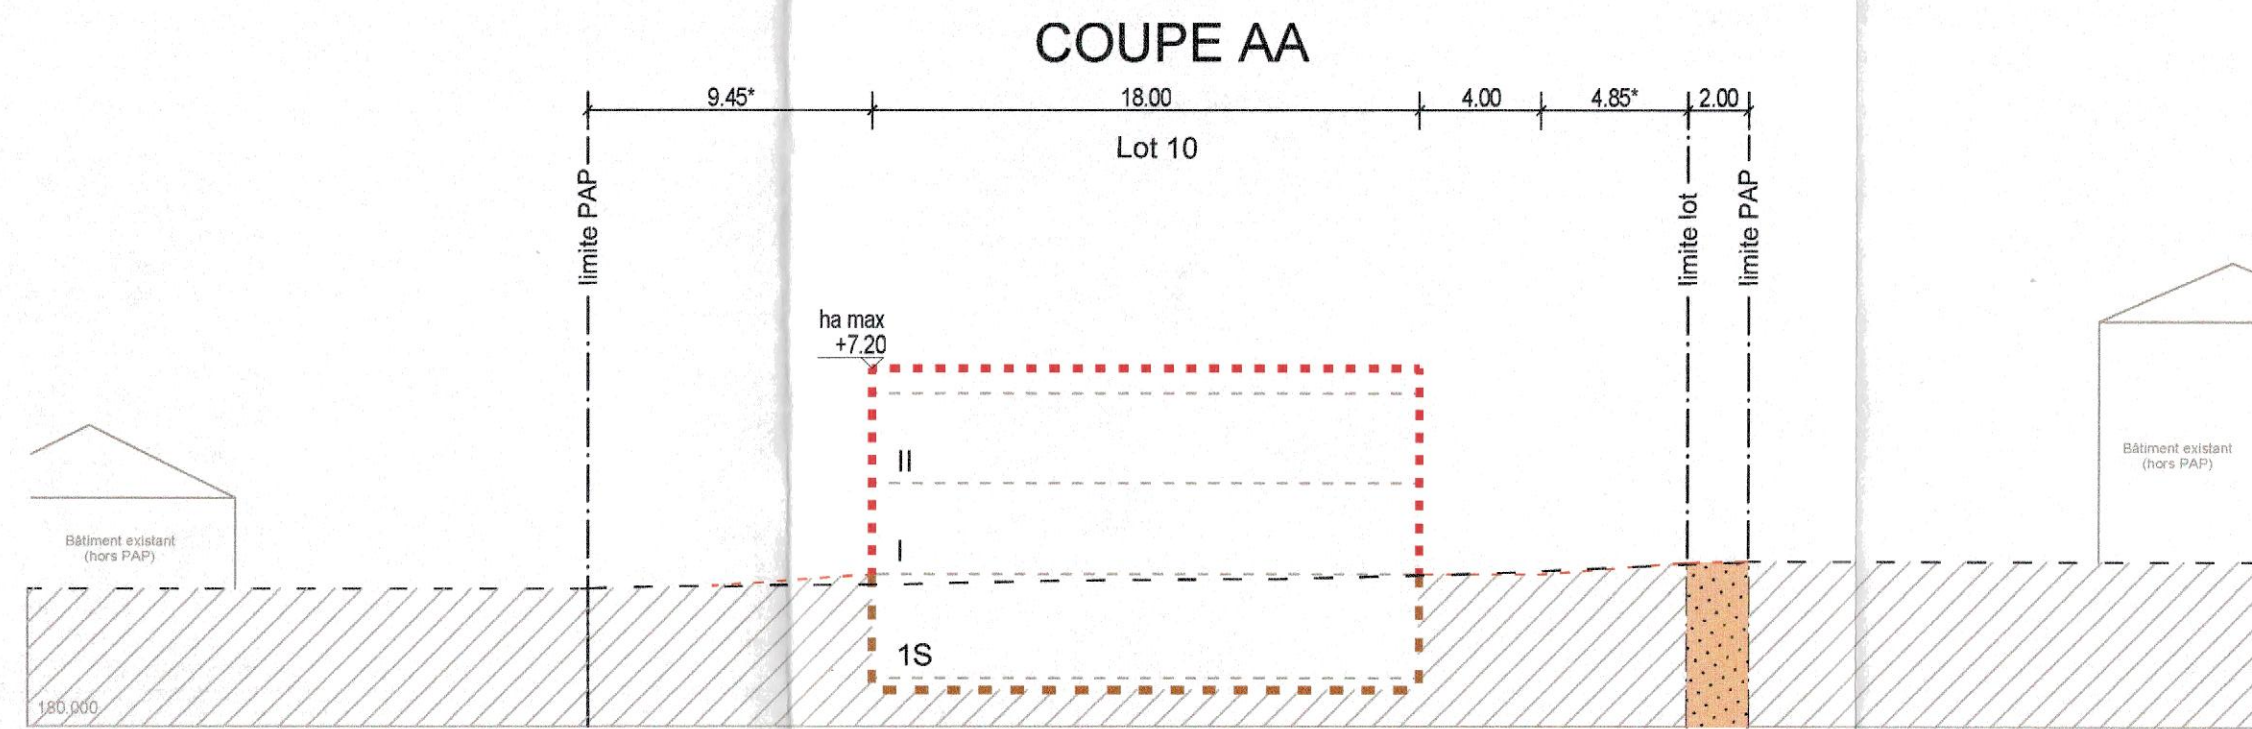 COUPE AA
9.45* 18.00 4.00 4.85* 2.00
Lot 10
limite PAP
limite lot
limite PAP
ha max
+7.20
II
I
1S
Bâtiment existant
(hors PAP)
Bâtiment existant
(hors PAP)
180.000